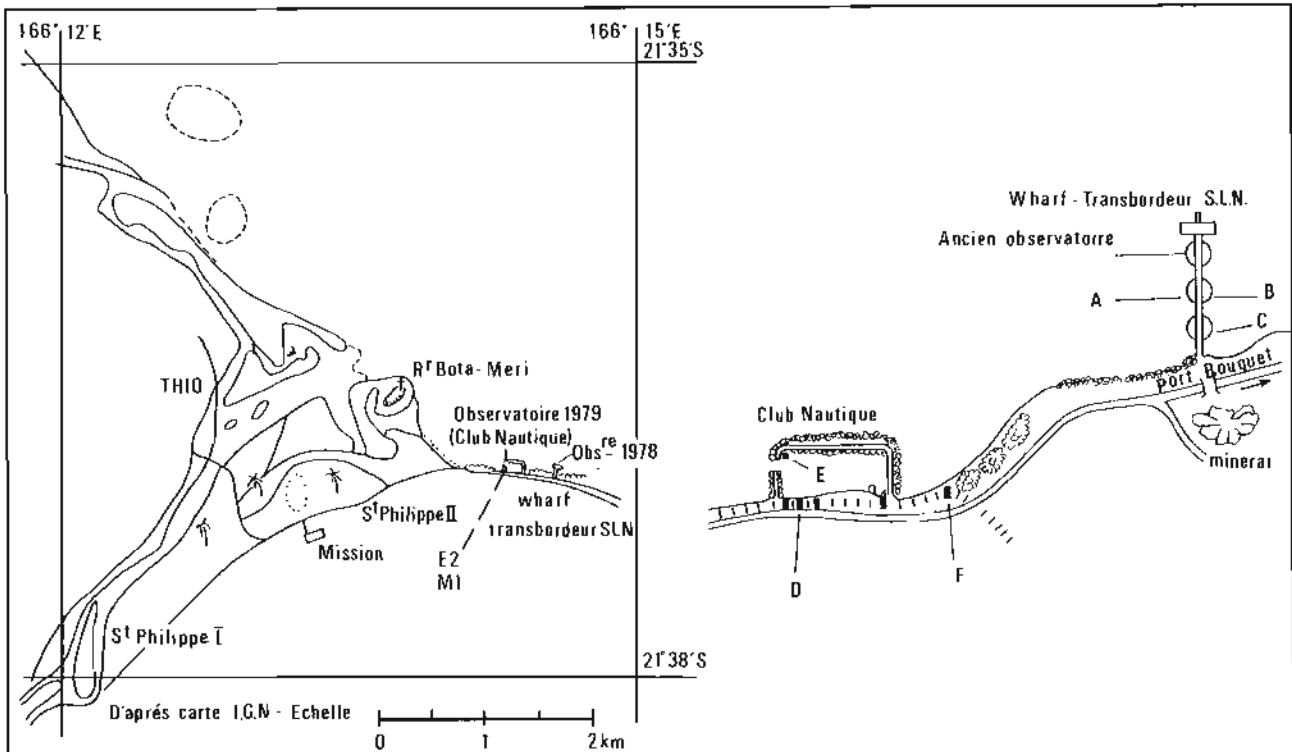 166° 12'E
166° 15'E
21°35'S
THIO
Rr Bota-Meri
Observatoire 1979
(Club Nautique)
Obsre 1978
wharf
transbordeur SLN
St Philippe II
Mission
E2
M1
St Philippe I
21°38'S
D'aprés carte I.G.N - Echelle
0 1 2 km
Wharf-Transbordeur S.L.N.
Ancien observatoirre
A
B
C
Port Bouquet
Club Nautique
E
minerai
D
F